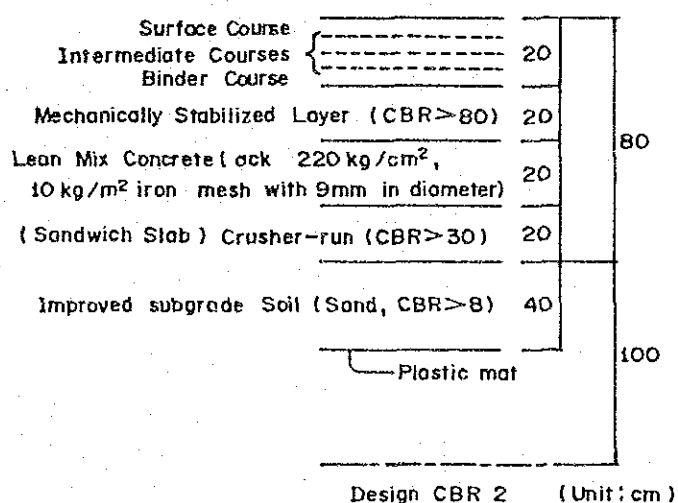 Surface Course
Intermediate Courses 20
Binder Course
Mechanically Stabilized Layer (CBR>80) 20
80
Lean Mix Concrete (σck 220 kg/cm²,
10 kg/m² iron mesh with 9mm in diameter) 20
(Sandwich Slab) Crusher-run (CBR>30) 20
Improved subgrade Soil (Sand, CBR>8) 40
100
Plastic mat
Design CBR 2 (Unit: cm)